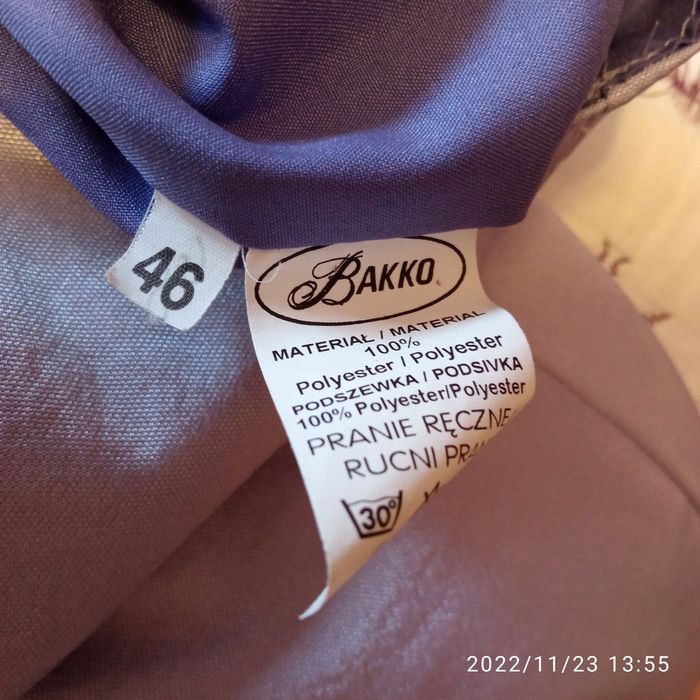 46
BAKKO
MATERIAŁ / MATERIAL
100%
Polyester / Polyester
PODSZEWKA / PODSIVKA
100% Polyester/Polyester
PRANIE RĘCZNE
RUCNI
30°
2022/11/23 13:55